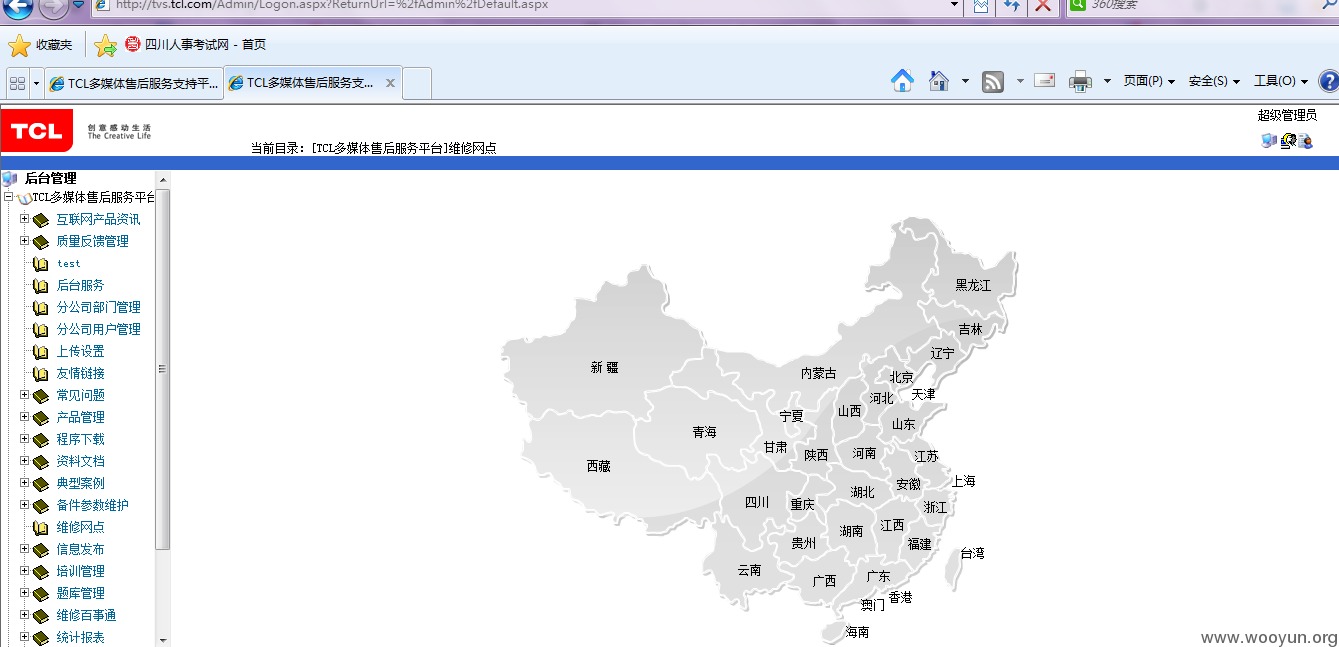 http://tvs.tcl.com/Admin/Logon.aspx?ReturnUrl=%2fAdmin%2fDefault.aspx
360搜索
收藏夹
四川人事考试网 - 首页
TCL多媒体售后服务支持平...
TCL多媒体售后服务支...
页面(P)
安全(S)
工具(O)
TCL
创意感动生活
The Creative Life
当前目录: [TCL多媒体售后服务平台]维修网点
超级管理员
后台管理
TCL多媒体售后服务平台
互联网产品资讯
质量反馈管理
test
后台服务
分公司部门管理
分公司用户管理
上传设置
友情链接
常见问题
产品管理
程序下载
资料文档
典型案例
备件参数维护
维修网点
信息发布
培训管理
题库管理
维修百事通
统计报表
黑龙江
吉林
辽宁
新 疆
内蒙古
北京
天津
河北
山西
宁夏
山东
青海
甘肃
陕西
河南
江苏
西藏
安徽
上海
湖北
四川
重庆
浙江
江西
湖南
贵州
福建
台湾
云南
广西
广东
香港
澳门
海南
www.wooyun.org